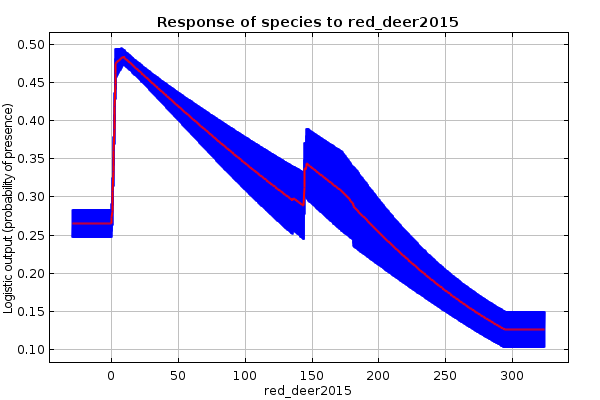 Response of species to red_deer2015
Logistic output (probability of presence)
0.50
0.45
0.40
0.35
0.30
0.25
0.20
0.15
0.10
0 50 100 150 200 250 300
red_deer2015